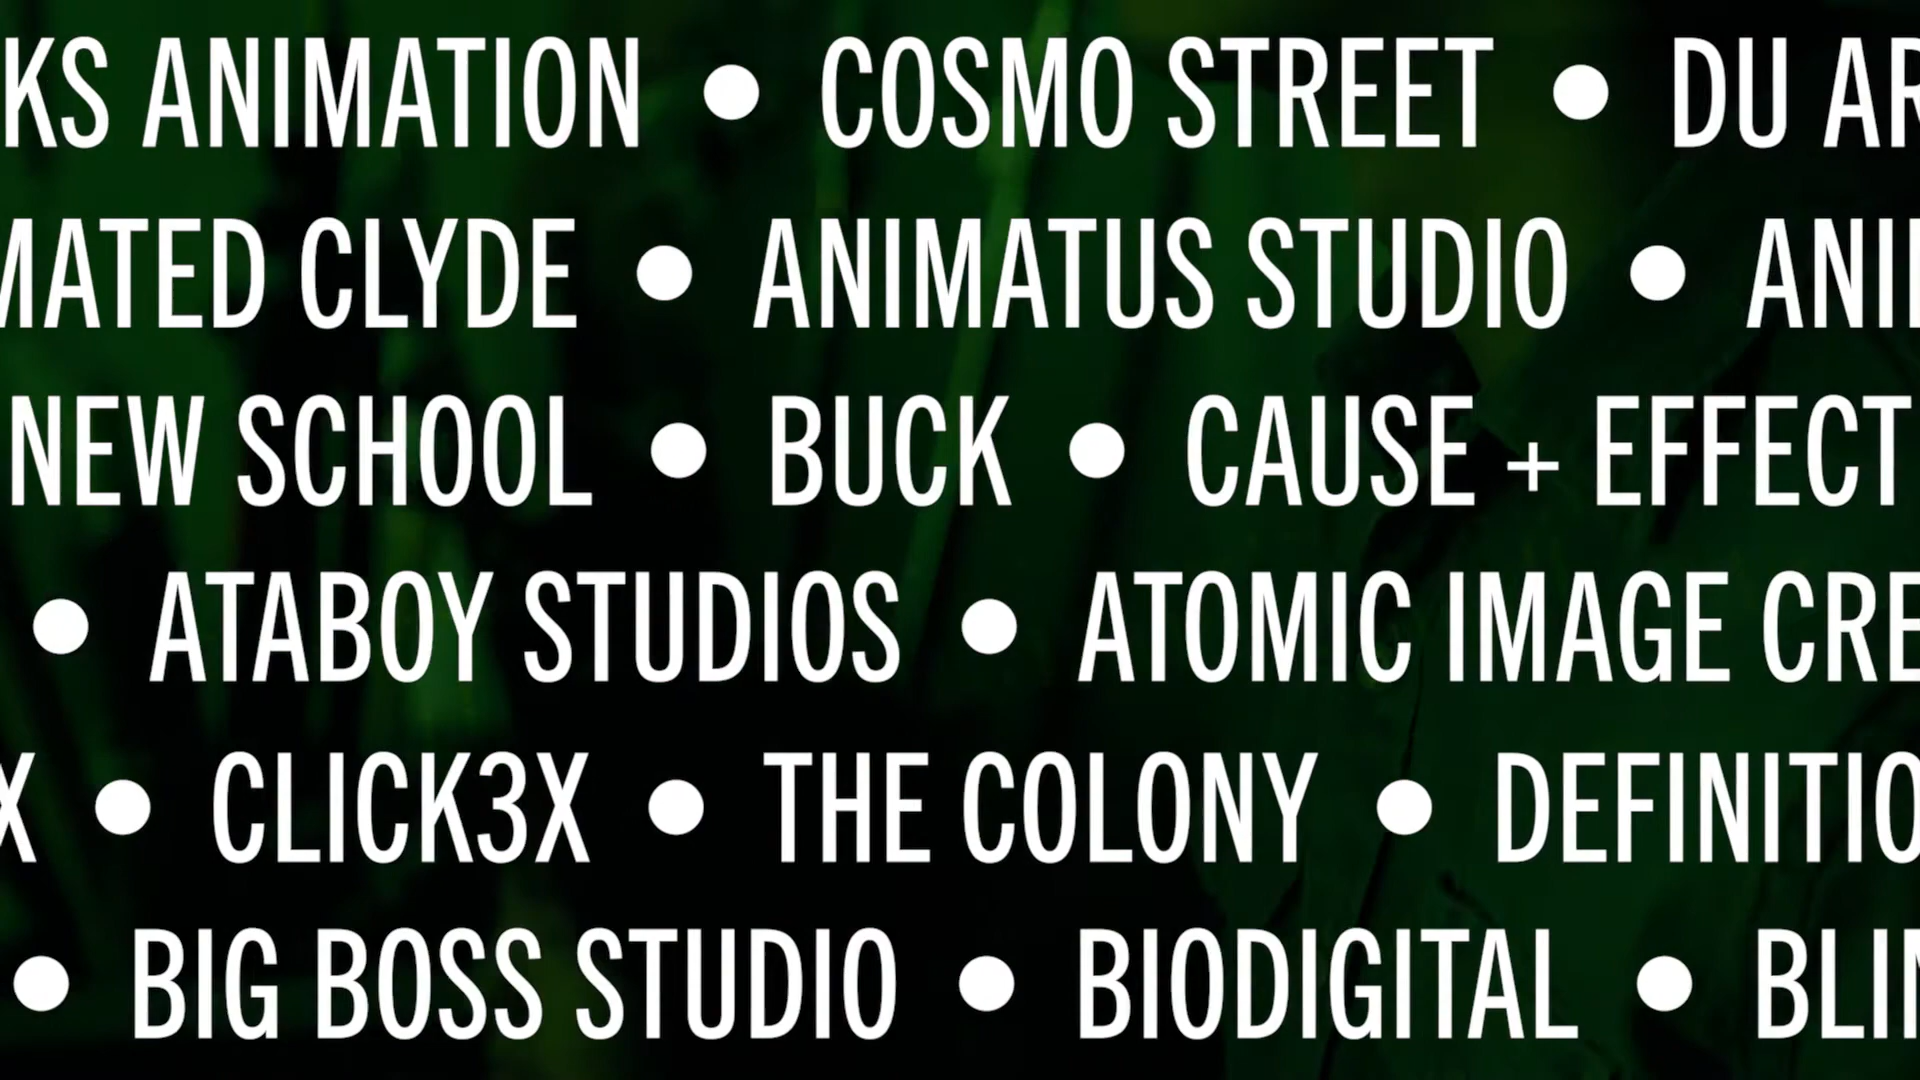 KS ANIMATION • COSMO STREET • DU AR
MATED CLYDE • ANIMATUS STUDIO • ANI
NEW SCHOOL • BUCK • CAUSE + EFFECT
• ATABOY STUDIOS • ATOMIC IMAGE CRE
X • CLICK3X • THE COLONY • DEFINITIO
• BIG BOSS STUDIO • BIODIGITAL • BLIN